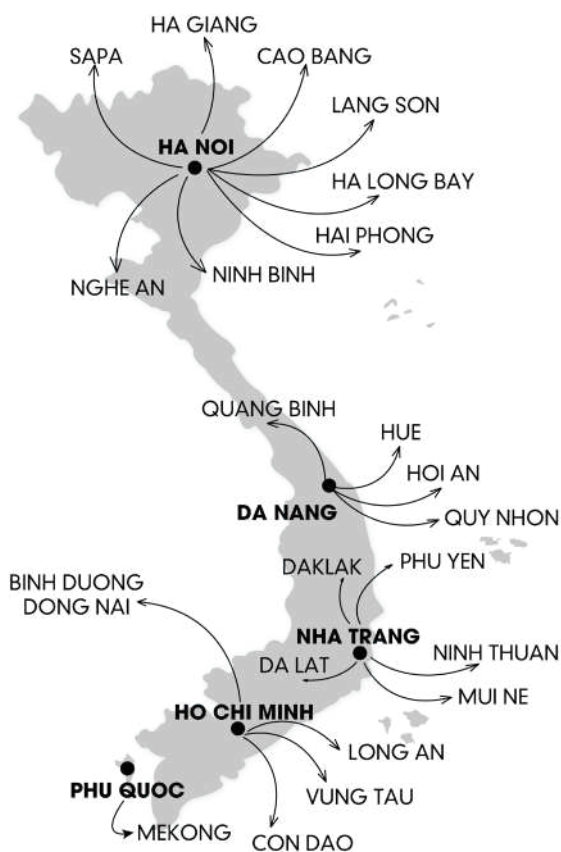 HA GIANG
SAPA
CAO BANG
LANG SON
HA NOI
HA LONG BAY
HAI PHONG
NINH BINH
NGHE AN
QUANG BINH
HUE
HOI AN
DA NANG
QUY NHON
DAKLAK
PHU YEN
BINH DUONG
DONG NAI
NHA TRANG
NINH THUAN
DA LAT
MUI NE
HO CHI MINH
LONG AN
PHU QUOC
VUNG TAU
MEKONG
CON DAO